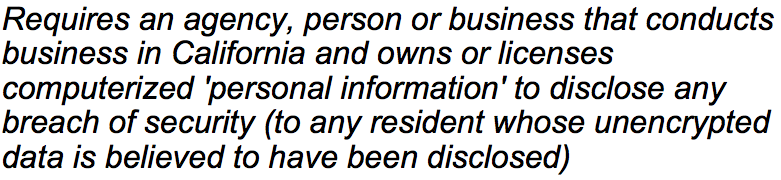 Requires an agency, person or business that conducts
business in California and owns or licenses
computerized 'personal information' to disclose any
breach of security (to any resident whose unencrypted
data is believed to have been disclosed)